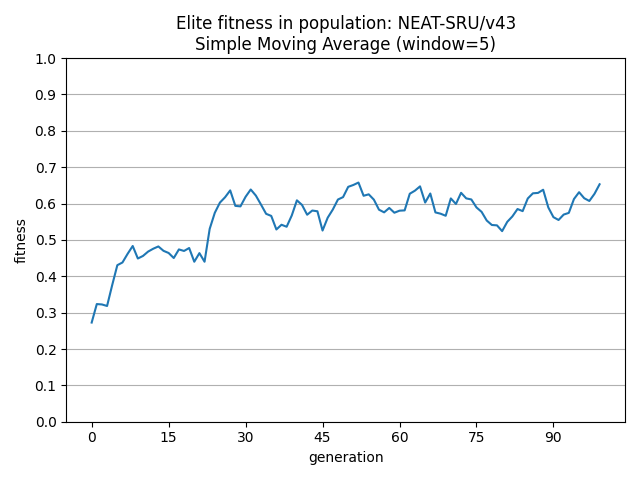 Elite fitness in population: NEAT-SRU/v43
Simple Moving Average (window=5)
1.0
0.9
0.8
0.7
0.6
0.5
0.4
0.3
0.2
0.1
0.0
fitness
0 15 30 45 60 75 90
generation